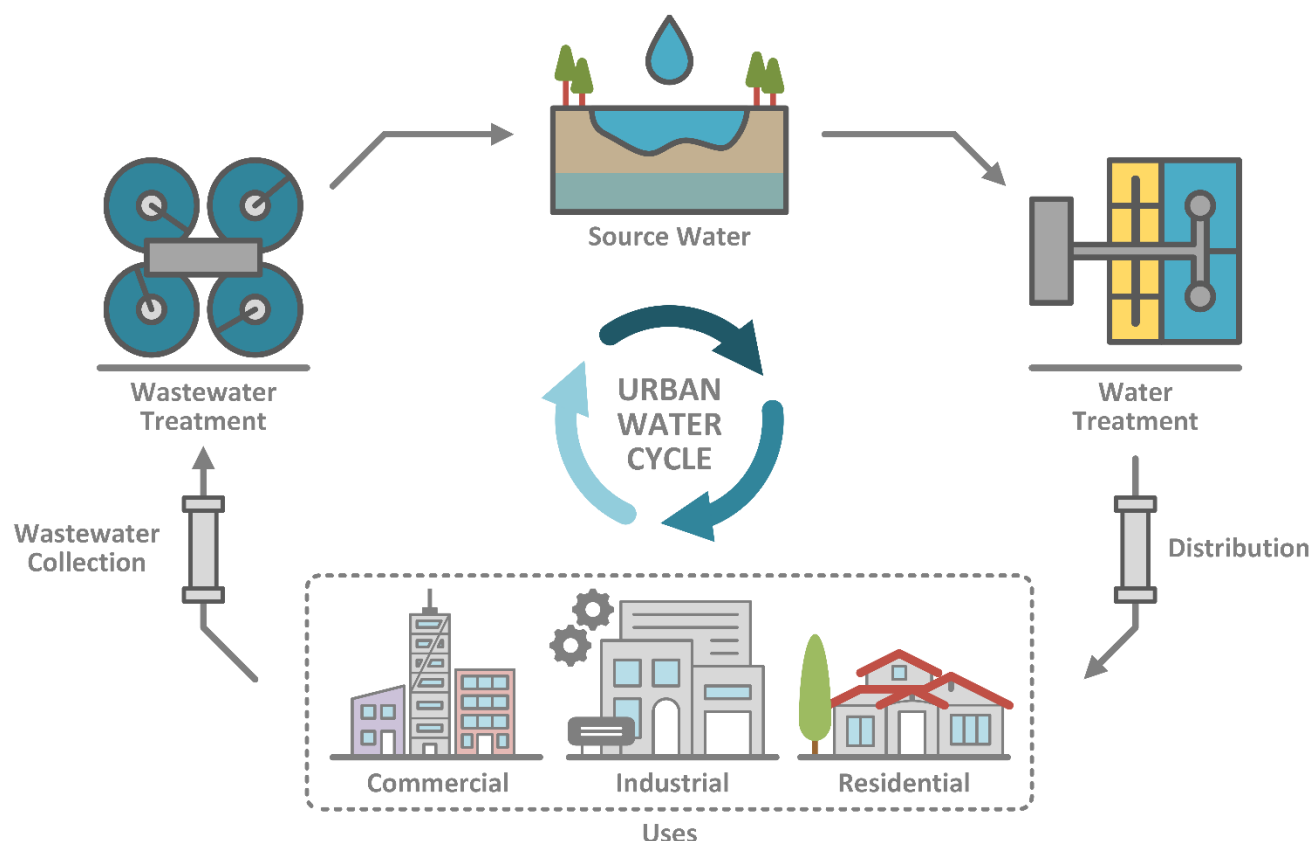 Source Water
Wastewater
Treatment
URBAN
WATER
CYCLE
Water
Treatment
Wastewater
Collection
Distribution
Commercial
Industrial
Residential
Uses